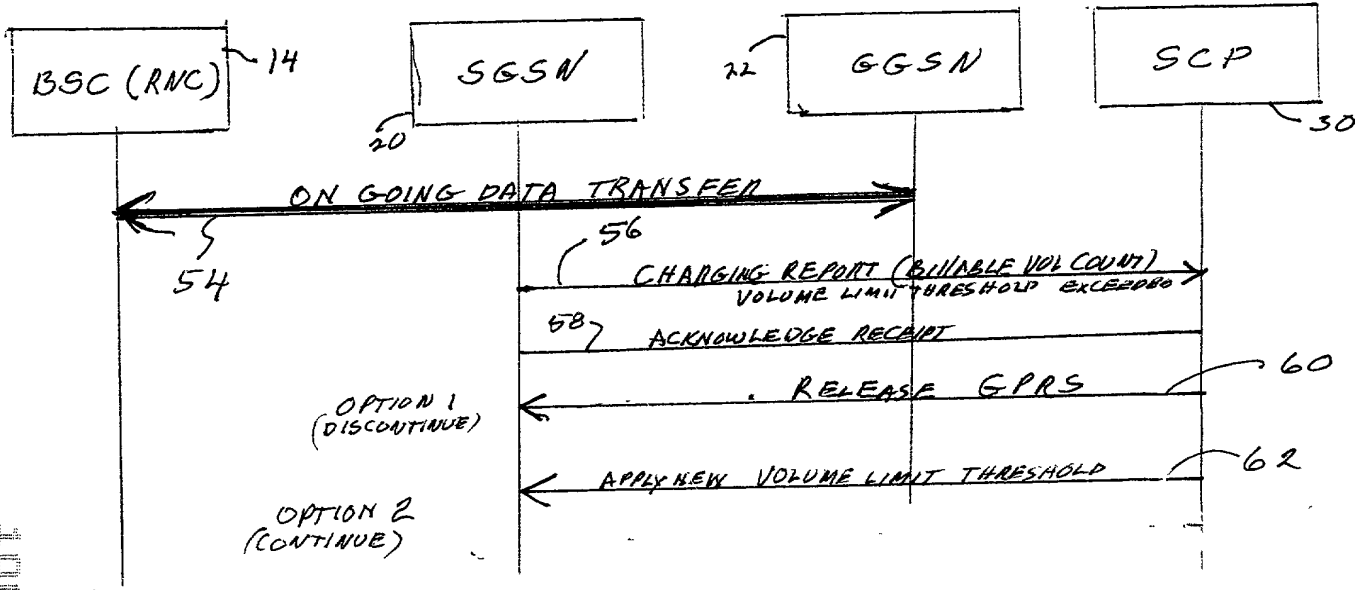 BSC (RNC)
14
SGSN
20
22
GGSN
SCP
30
ON GOING DATA TRANSFER
54
56
CHARGING REPORT (BILLABLE VOL COUNT)
VOLUME LIMIT THRESHOLD EXCEEDED
58
ACKNOWLEDGE RECEIPT
RELEASE GPRS
60
OPTION 1
(DISCONTINUE)
APPLY NEW VOLUME LIMIT THRESHOLD
62
OPTION 2
(CONTINUE)